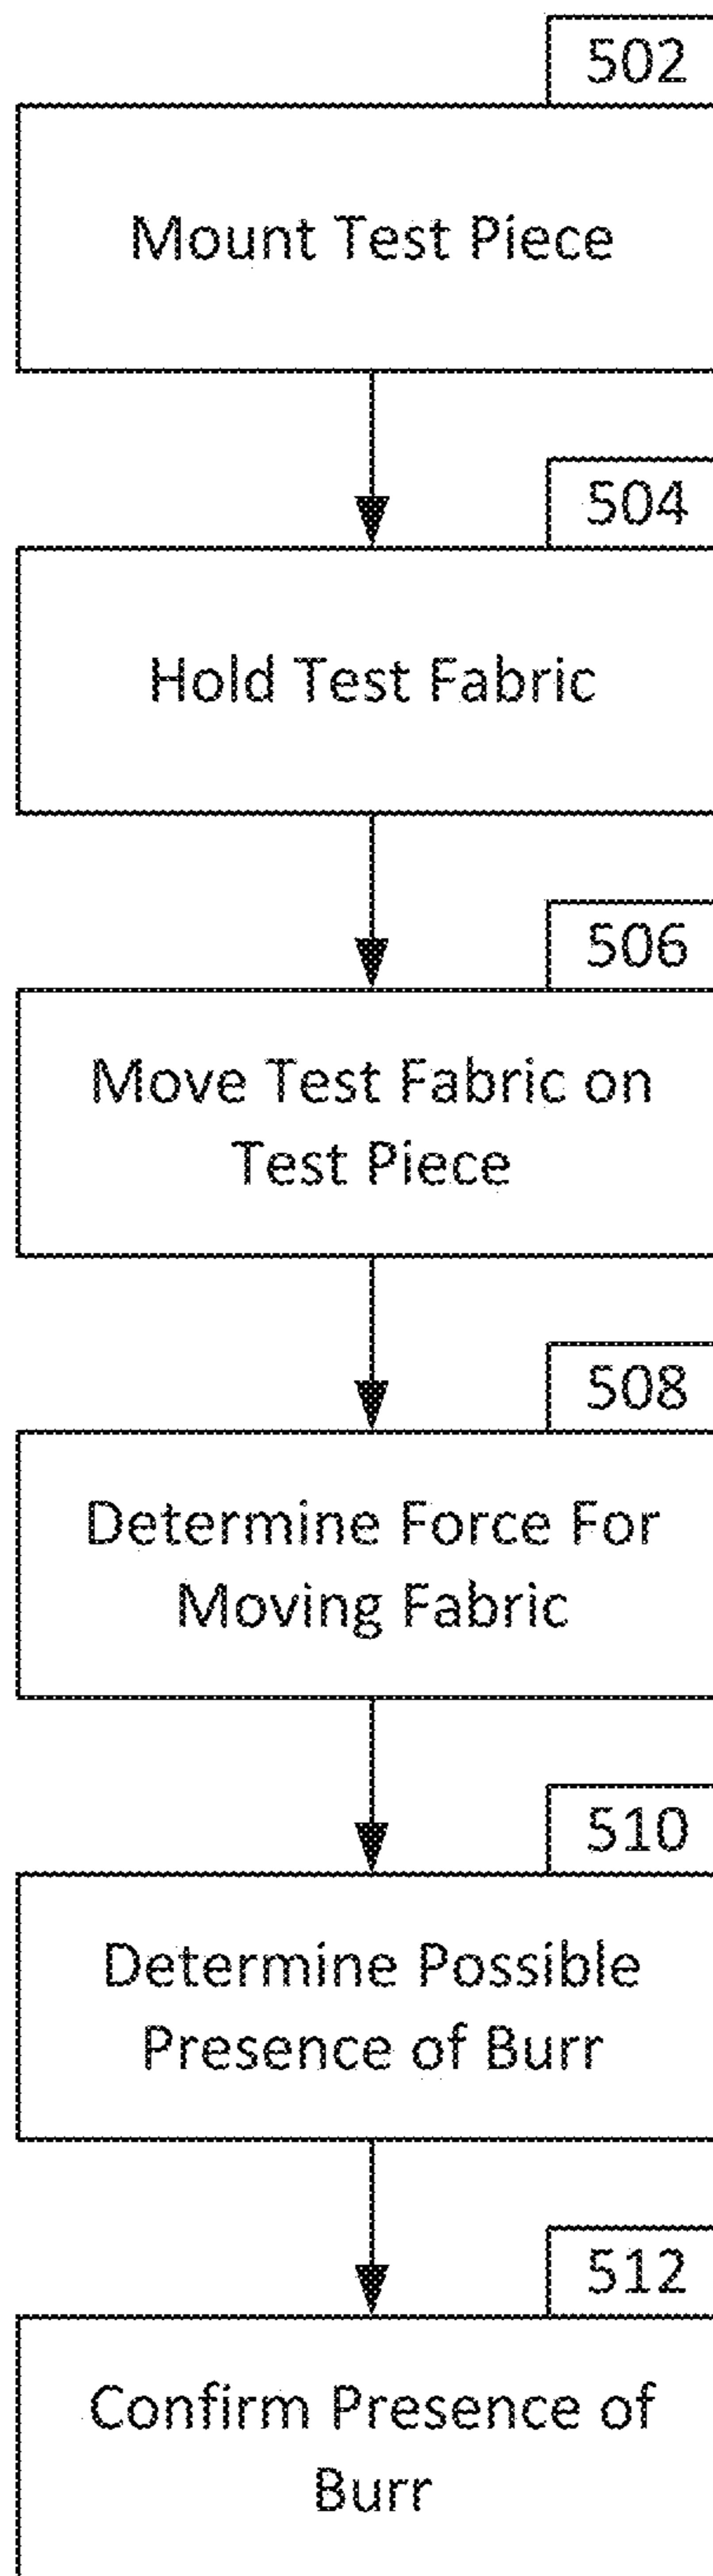 502
Mount Test Piece
504
Hold Test Fabric
506
Move Test Fabric on
Test Piece
508
Determine Force For
Moving Fabric
510
Determine Possible
Presence of Burr
512
Confirm Presence of
Burr